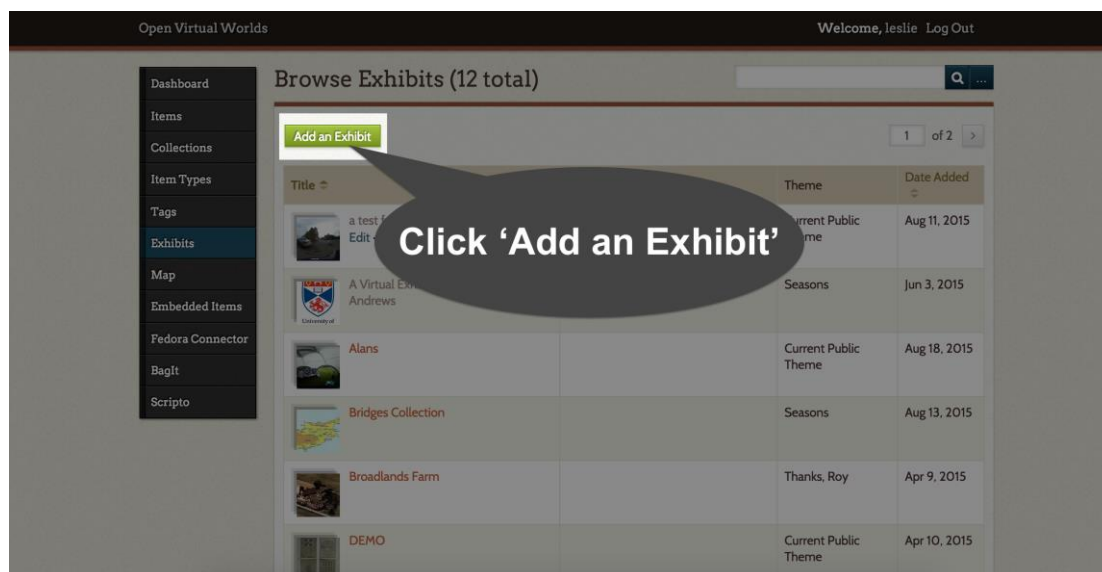 Open Virtual Worlds
Welcome, leslie Log Out
Dashboard
Items
Collections
Item Types
Tags
Exhibits
Map
Embedded Items
Fedora Connector
BagIt
Scripto
Browse Exhibits (12 total)
...
Add an Exhibit
1 of 2 >
Title Theme Date Added
a test
Edit
Current Public
Theme
Aug 11, 2015
Click ‘Add an Exhibit’
A Virtual
Andrews
University of
Seasons Jun 3, 2015
Alans
Current Public
Theme
Aug 18, 2015
Bridges Collection Seasons Aug 13, 2015
Broadlands Farm Thanks, Roy Apr 9, 2015
DEMO
Current Public
Theme
Apr 10, 2015